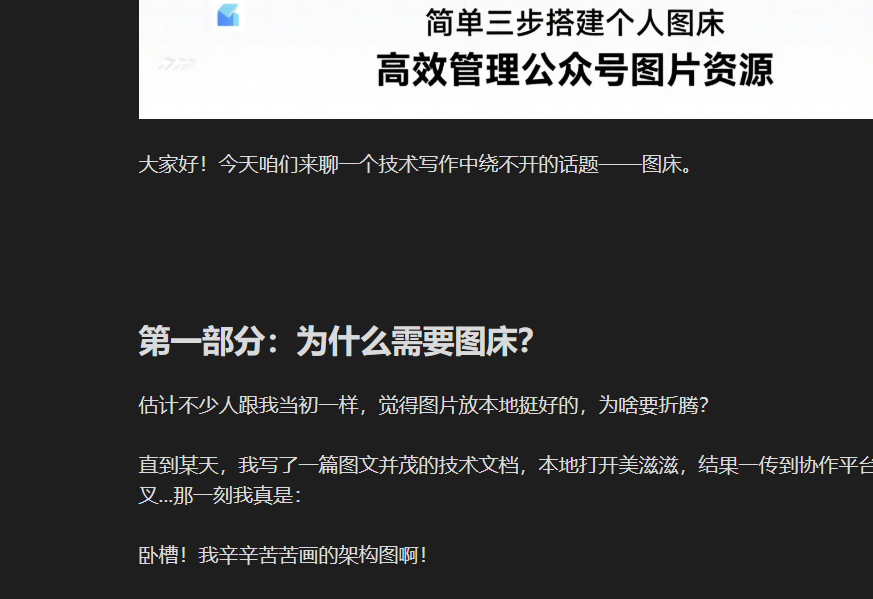 简单三步搭建个人图床
高效管理公众号图片资源
大家好！今天咱们来聊一个技术写作中绕不开的话题——图床。
第一部分：为什么需要图床？
估计不少人跟我当初一样，觉得图片放本地挺好的，为啥要折腾？
直到某天，我写了一篇图文并茂的技术文档，本地打开美滋滋，结果一传到协作平台
叉...那一刻我真是：
卧槽！我辛辛苦苦画的架构图啊！